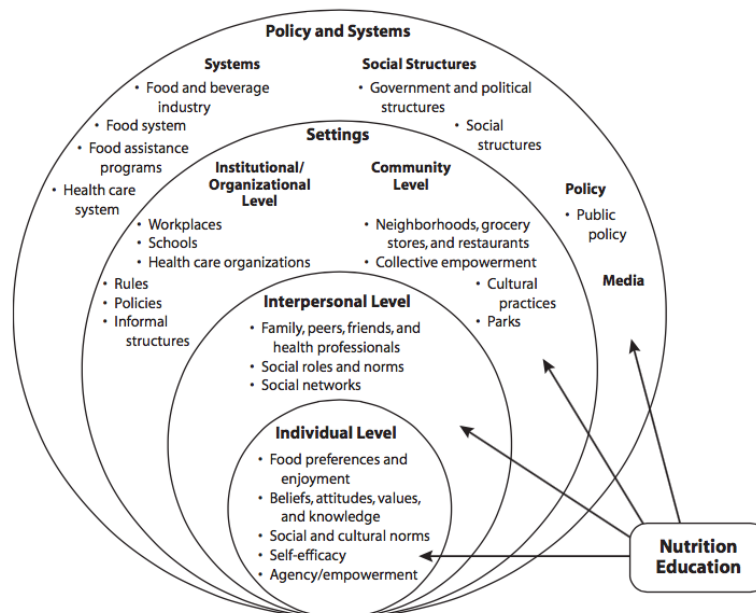 Policy and Systems
Systems
• Food and beverage
industry
• Food system
• Food assistance
programs
• Health care
system
Social Structures
• Government and political
structures
• Social
structures
Policy
• Public
policy
Media
Settings
Institutional/
Organizational
Level
• Workplaces
• Schools
• Health care organizations
• Rules
• Policies
• Informal
structures
Community
Level
• Neighborhoods, grocery
stores, and restaurants
• Collective empowerment
• Cultural
practices
• Parks
Interpersonal Level
• Family, peers, friends, and
health professionals
• Social roles and norms
• Social networks
Individual Level
• Food preferences and
enjoyment
• Beliefs, attitudes, values,
and knowledge
• Social and cultural norms
• Self-efficacy
• Agency/empowerment
Nutrition
Education